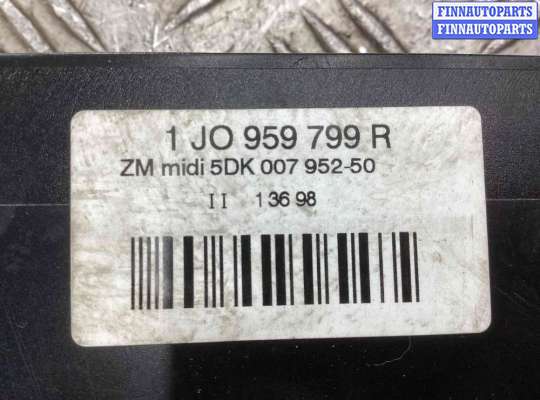 FINNAUTOPARTS
FINNAUTOPARTS
1 JO 959 799 R
ZM midi 5DK 007 952-50
II 13698